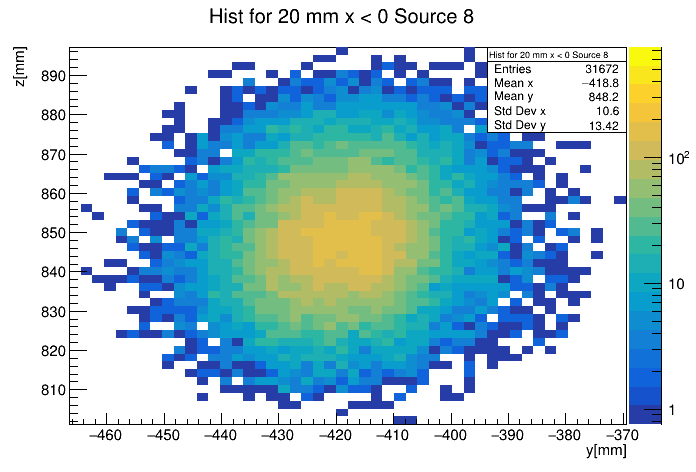 Hist for 20 mm x < 0 Source 8
z[mm]
Hist for 20 mm x < 0 Source 8
Entries 31672
Mean x −418.8
Mean y 848.2
Std Dev x 10.6
Std Dev y 13.42
890
880
870
860
850
840
830
820
810
10²
10
1
−460 −450 −440 −430 −420 −410 −400 −390 −380 −370
y[mm]